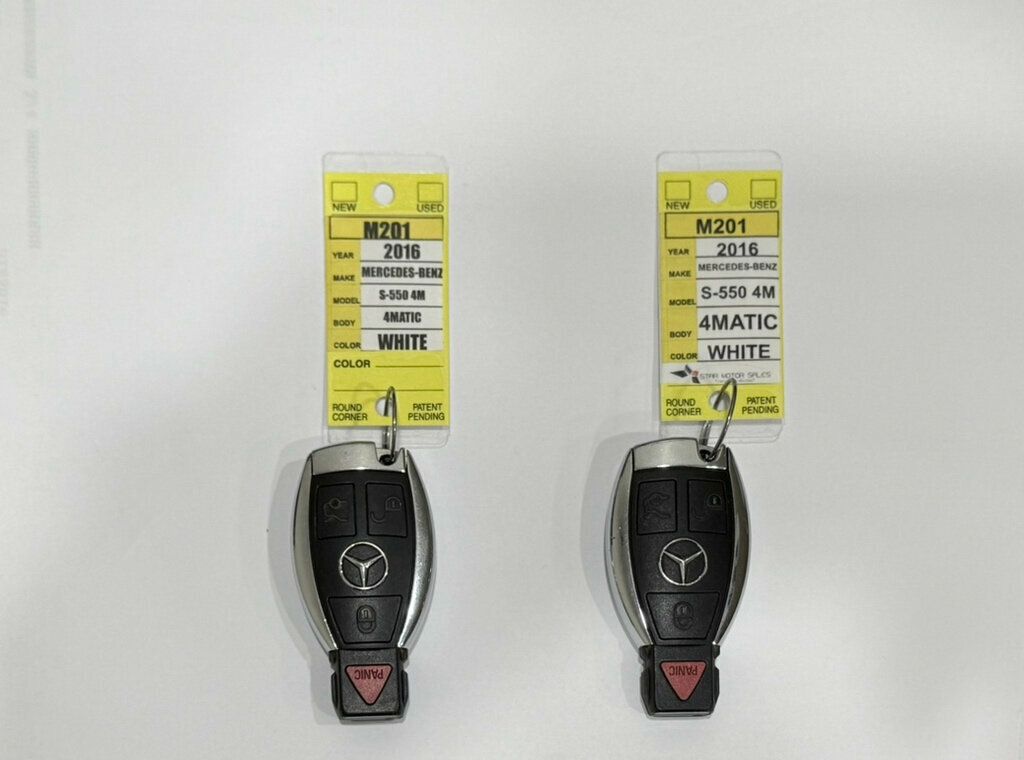 NEW USED
M201
YEAR 2016
MAKE MERCEDES-BENZ
MODEL S-550 4M
BODY 4MATIC
COLOR WHITE
COLOR
ROUND CORNER PATENT PENDING
PANIC
NEW USED
M201
YEAR 2016
MAKE MERCEDES-BENZ
MODEL S-550 4M
BODY 4MATIC
COLOR WHITE
STAR MOTOR SALES
ROUND CORNER PATENT PENDING
PANIC